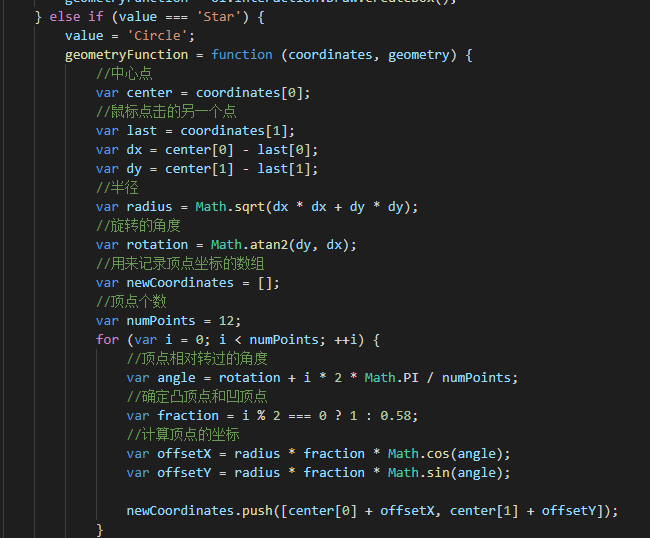 } else if (value === 'Star') {
value = 'Circle';
geometryFunction = function (coordinates, geometry) {
//中心点
var center = coordinates[0];
//鼠标点击的另一个点
var last = coordinates[1];
var dx = center[0] - last[0];
var dy = center[1] - last[1];
//半径
var radius = Math.sqrt(dx * dx + dy * dy);
//旋转的角度
var rotation = Math.atan2(dy, dx);
//用来记录顶点坐标的数组
var newCoordinates = [];
//顶点个数
var numPoints = 12;
for (var i = 0; i < numPoints; ++i) {
//顶点相对转过的角度
var angle = rotation + i * 2 * Math.PI / numPoints;
//确定凸顶点和凹顶点
var fraction = i % 2 === 0 ? 1 : 0.58;
//计算顶点的坐标
var offsetX = radius * fraction * Math.cos(angle);
var offsetY = radius * fraction * Math.sin(angle);
newCoordinates.push([center[0] + offsetX, center[1] + offsetY]);
}